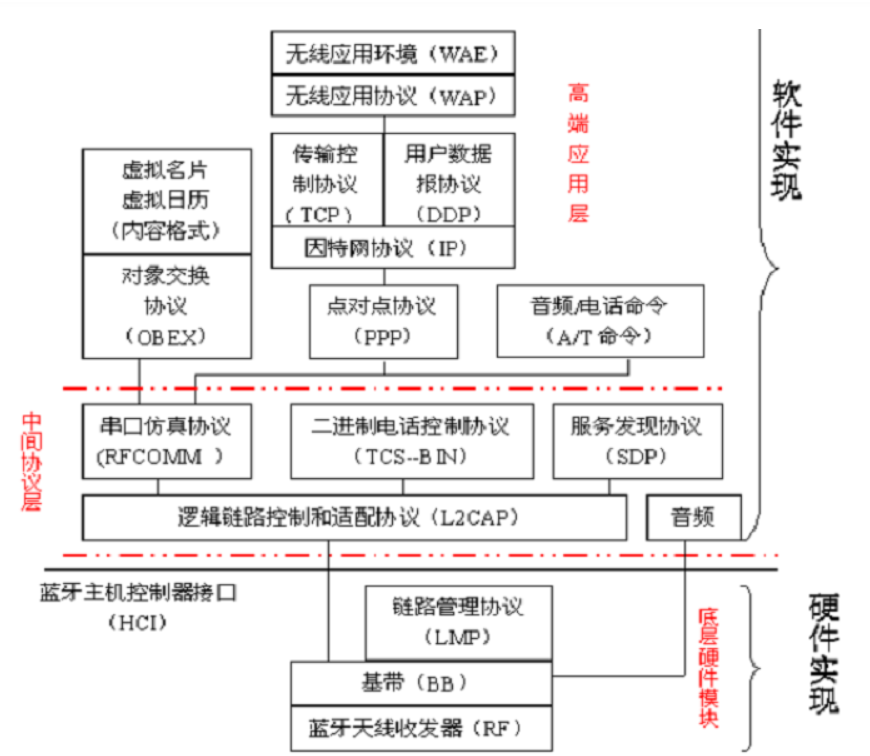 无线应用环境（WAE）
无线应用协议（WAP）
高端应用层
软件实现
虚拟名片
虚拟日历
（内容格式）
传输控
制协议
（TCP）
用户数据
报协议
（DDP）
因特网协议（IP）
对象交换
协议
（OBEX）
点对点协议
（PPP）
音频/电话命令
（A/T 命令）
中间协议层
串口仿真协议
(RFCOMM ）
二进制电话控制协议
（TCS--BIN）
服务发现协议
（SDP）
逻辑链路控制和适配协议（L2CAP）
音频
蓝牙主机控制器接口
（HCI）
链路管理协议
（LMP）
底层硬件模块
硬件实现
基带（BB）
蓝牙天线收发器（RF）